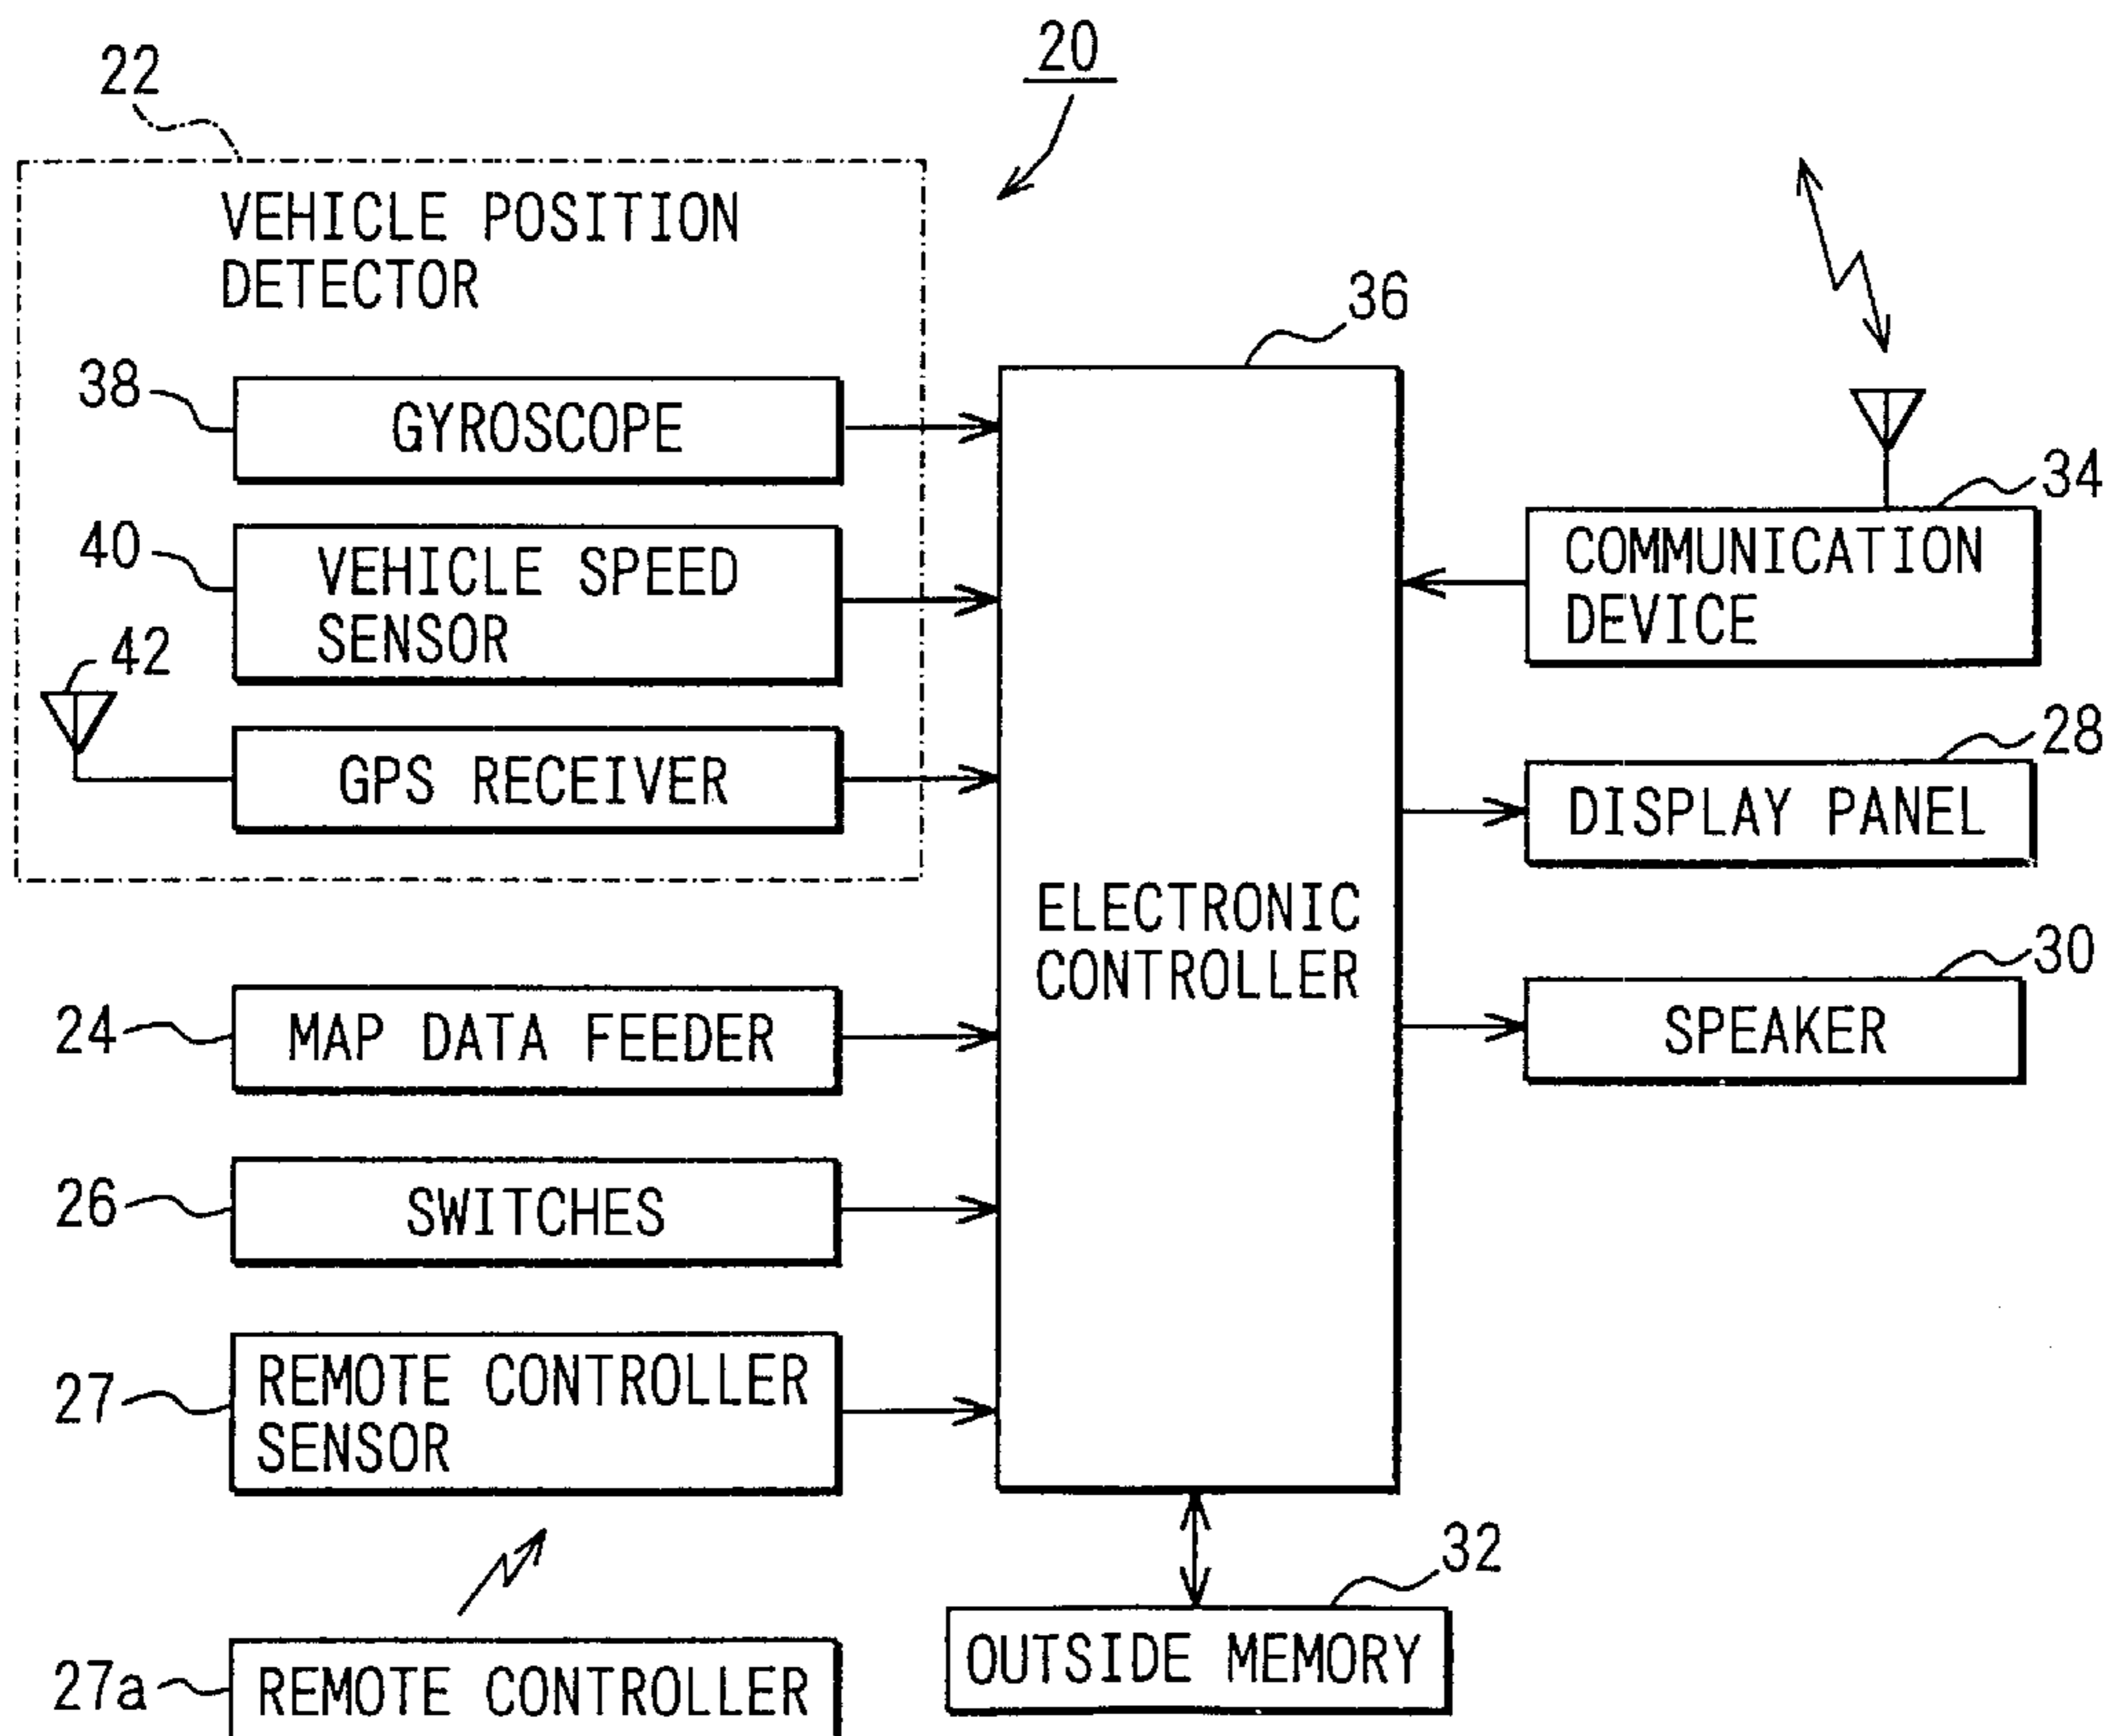 20
22
VEHICLE POSITION
DETECTOR
36
38
GYROSCOPE
34
COMMUNICATION
DEVICE
40
VEHICLE SPEED
SENSOR
42
28
GPS RECEIVER
DISPLAY PANEL
ELECTRONIC
CONTROLLER
30
24
MAP DATA FEEDER
SPEAKER
26
SWITCHES
27
REMOTE CONTROLLER
SENSOR
32
OUTSIDE MEMORY
27a
REMOTE CONTROLLER